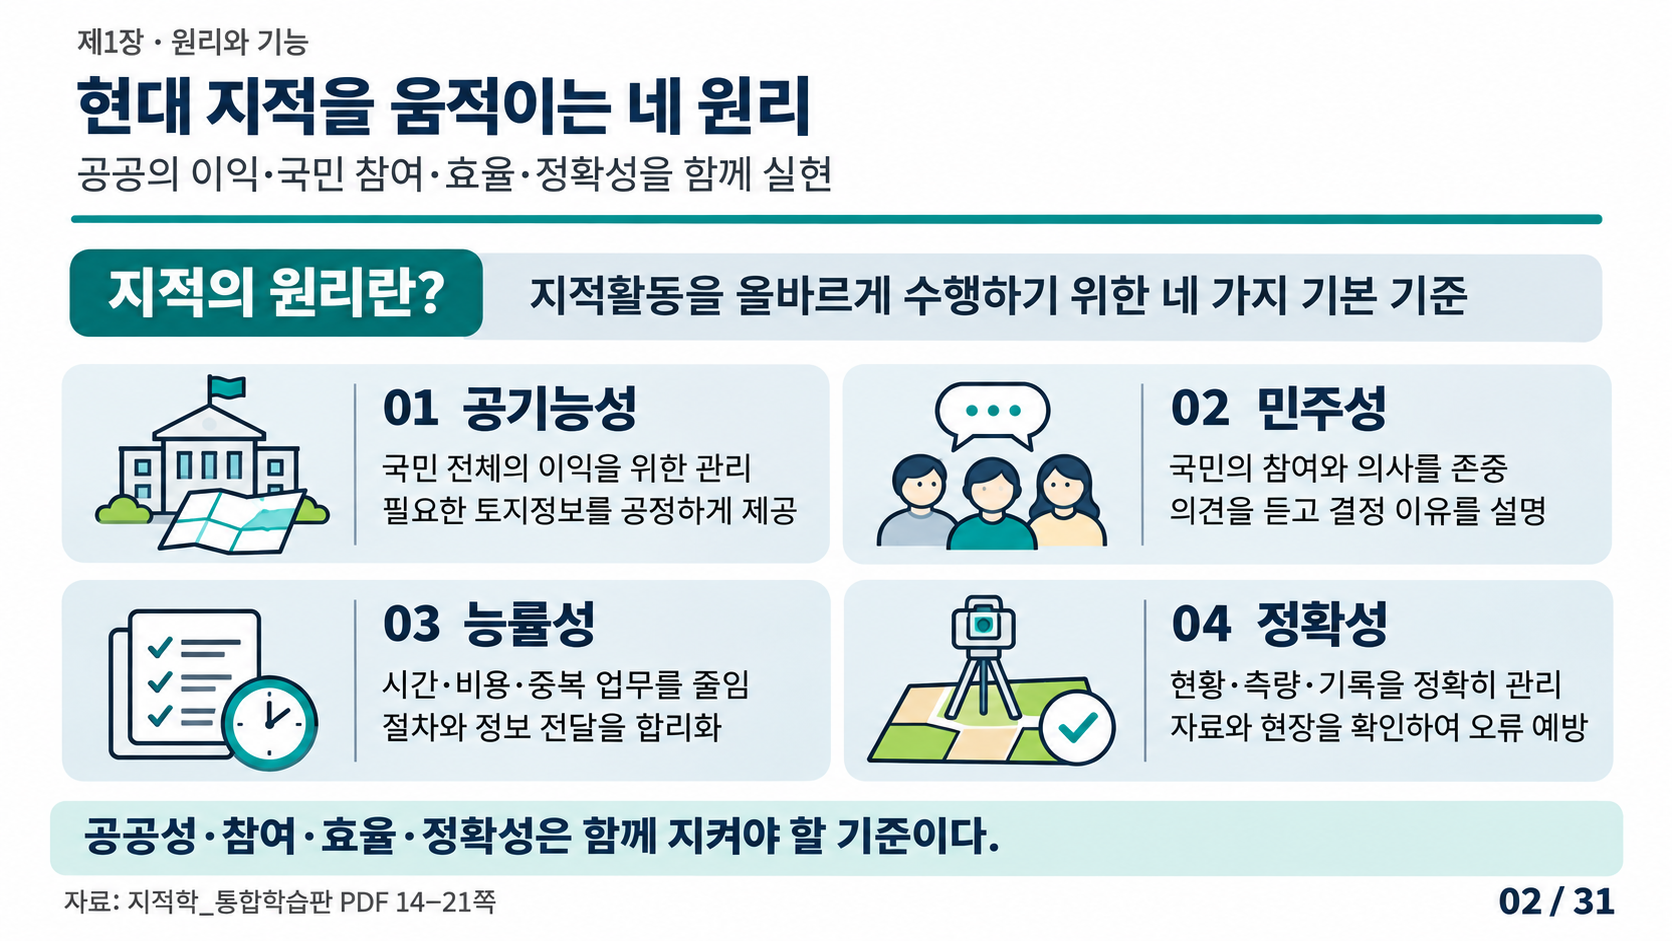 제1장 · 원리와 기능
현대 지적을 움직이는 네 원리
공공의 이익·국민 참여·효율·정확성을 함께 실현
지적의 원리란?
지적활동을 올바르게 수행하기 위한 네 가지 기본 기준
01 공기능성
국민 전체의 이익을 위한 관리
필요한 토지정보를 공정하게 제공
02 민주성
국민의 참여와 의사를 존중
의견을 듣고 결정 이유를 설명
03 능률성
시간·비용·중복 업무를 줄임
절차와 정보 전달을 합리화
04 정확성
현황·측량·기록을 정확히 관리
자료와 현장을 확인하여 오류 예방
공공성·참여·효율·정확성은 함께 지켜야 할 기준이다.
자료: 지적학_통합학습판 PDF 14–21쪽
02 / 31